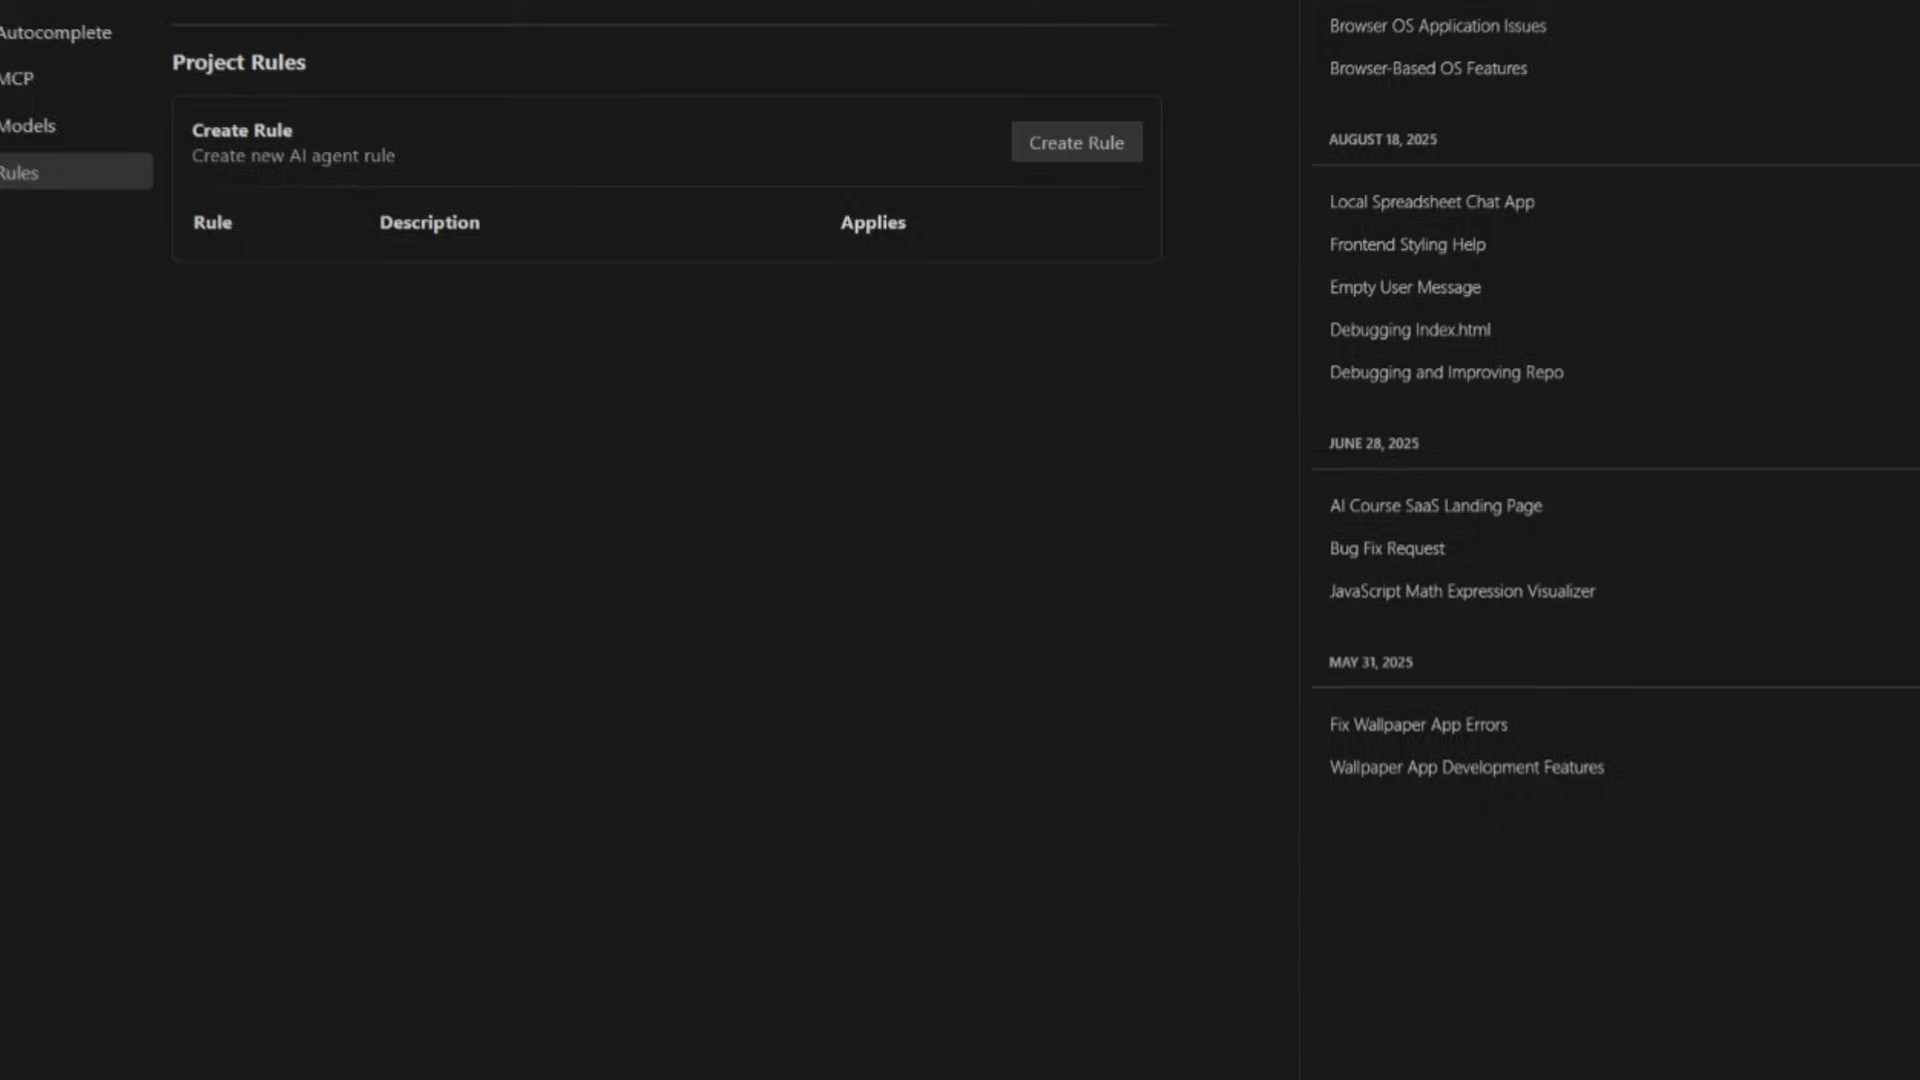 Autocomplete
MCP
Models
Rules
Project Rules
Create Rule
Create new AI agent rule
Create Rule
Rule Description Applies
Browser OS Application Issues
Browser-Based OS Features
AUGUST 18, 2025
Local Spreadsheet Chat App
Frontend Styling Help
Empty User Message
Debugging Index.html
Debugging and Improving Repo
JUNE 28, 2025
AI Course SaaS Landing Page
Bug Fix Request
JavaScript Math Expression Visualizer
MAY 31, 2025
Fix Wallpaper App Errors
Wallpaper App Development Features